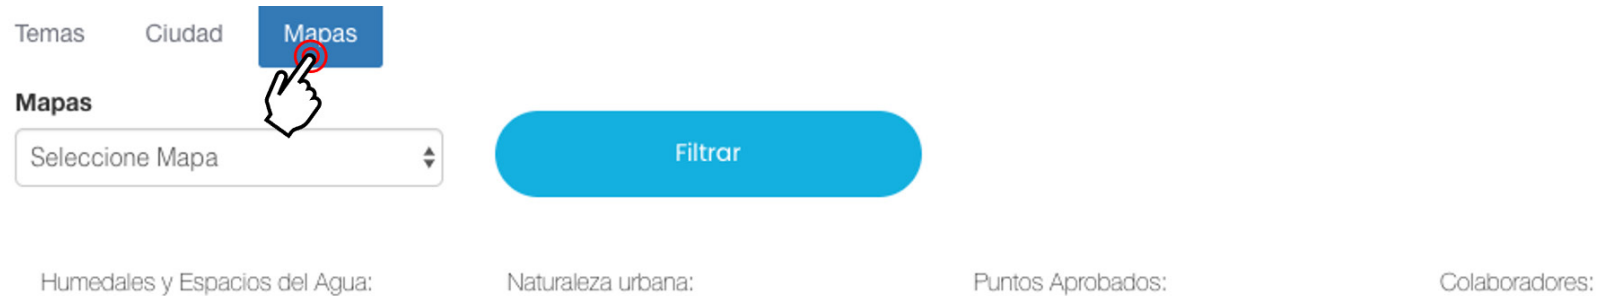 Temas Ciudad Mapas
Mapas
Seleccione Mapa Filtrar
Humedales y Espacios del Agua: Naturaleza urbana: Puntos Aprobados: Colaboradores: